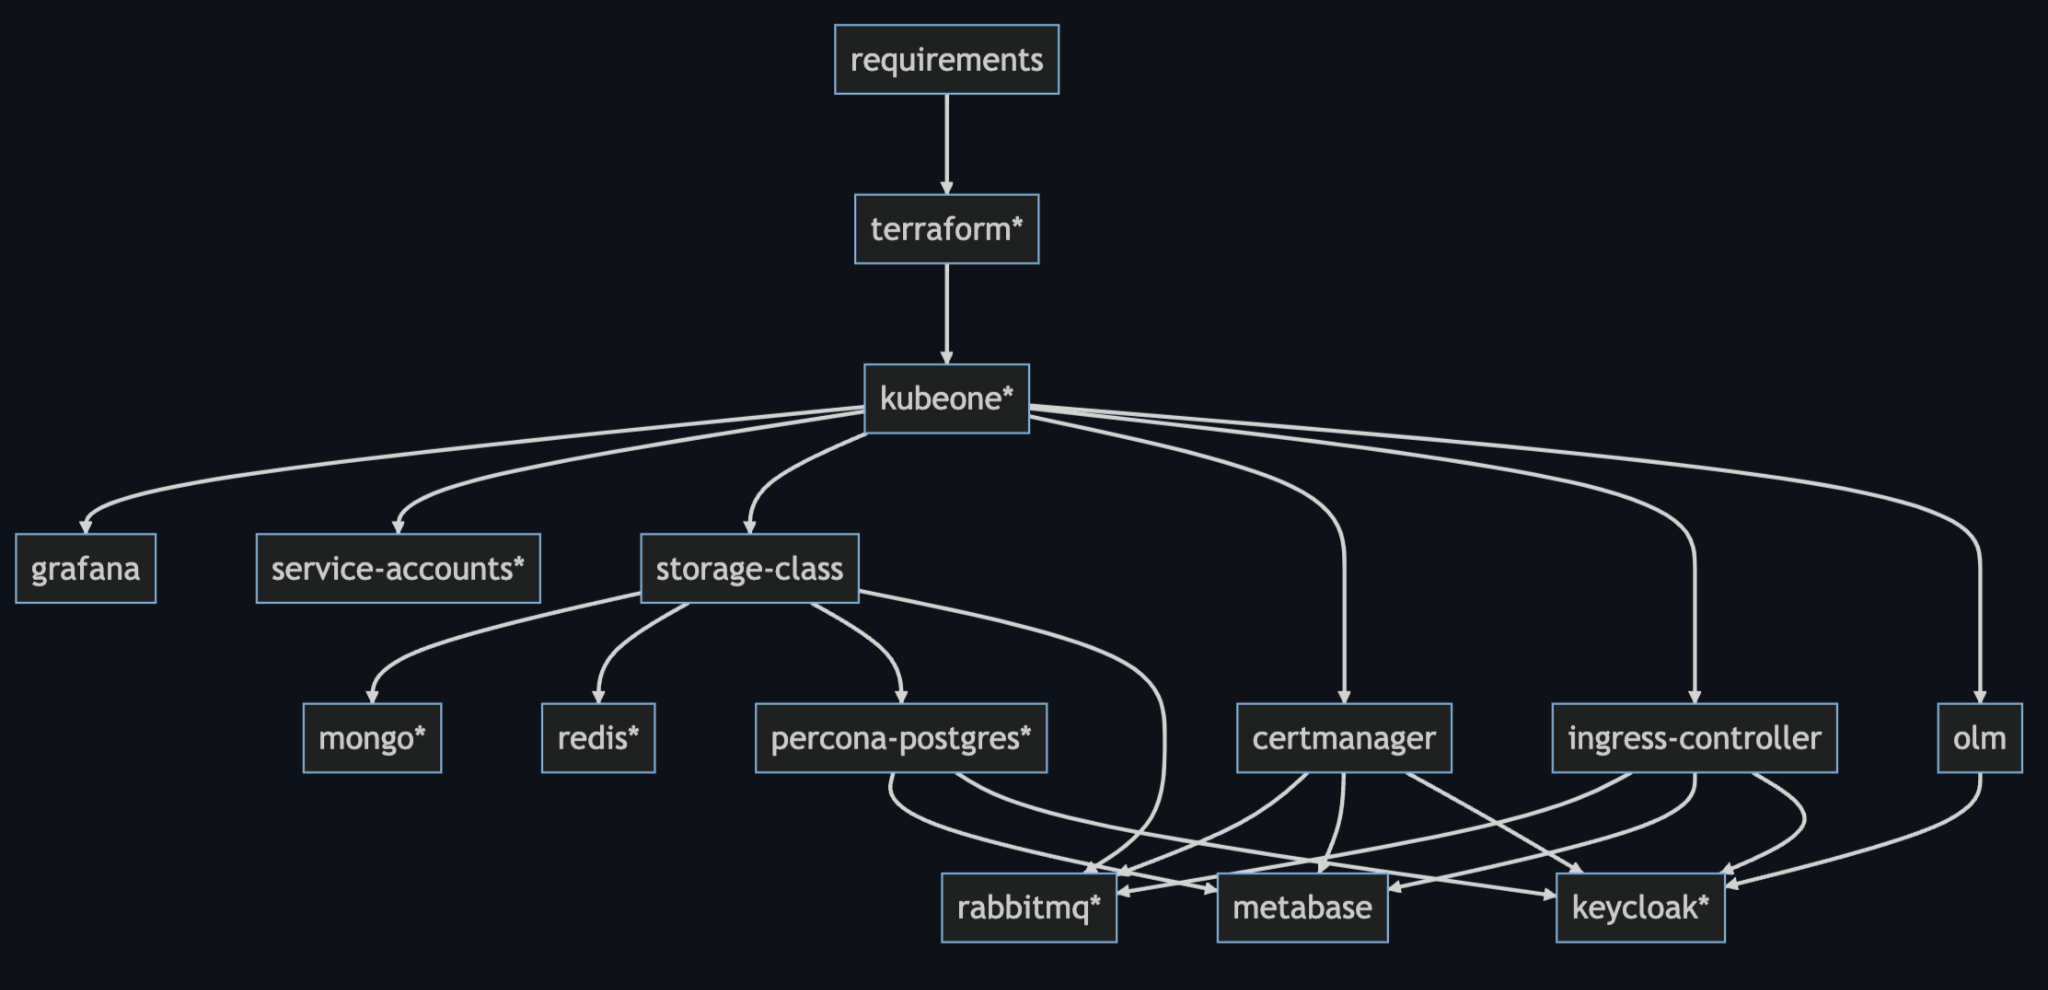 requirements
terraform*
kubeone*
grafana
service-accounts*
storage-class
mongo*
redis*
percona-postgres*
certmanager
ingress-controller
olm
rabbitmq*
metabase
keycloak*